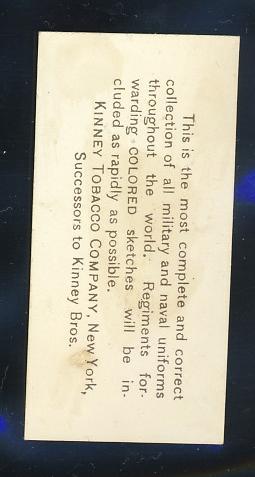 This is the most complete and correct
collection of all military and naval uniforms
throughout the world. Regiments for-
warding COLORED sketches will be in-
cluded as rapidly as possible.
KINNEY TOBACCO COMPANY, New York,
Successors to Kinney Bros.